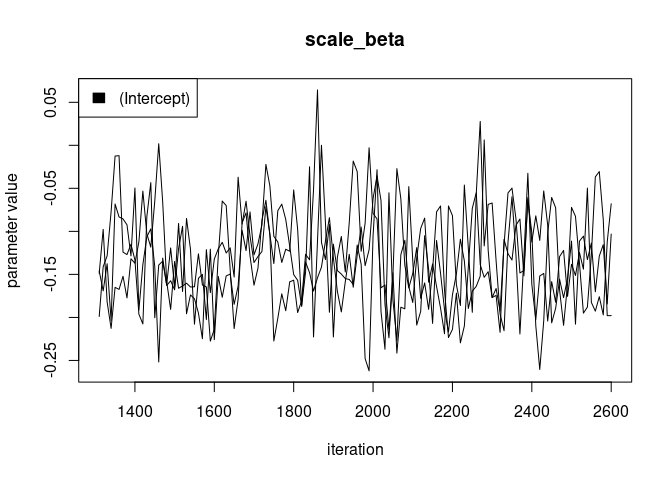 scale_beta
(Intercept)
0.05
-0.05
-0.15
-0.25
parameter value
1400 1600 1800 2000 2200 2400 2600
iteration